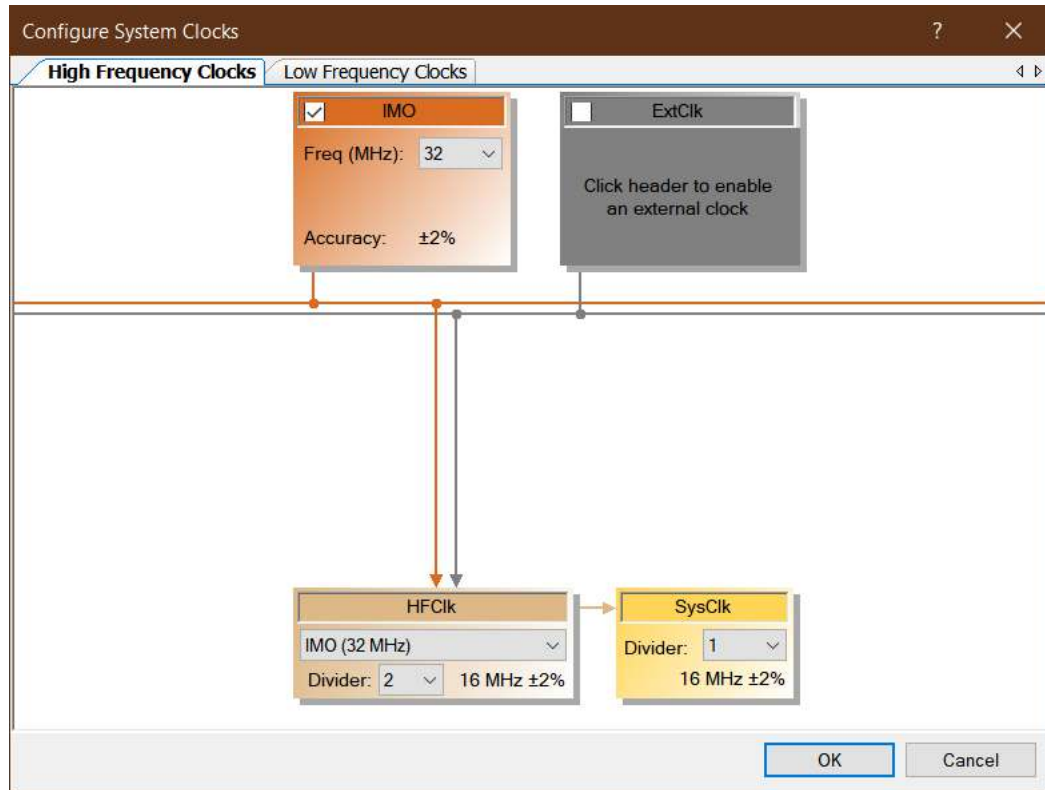 Configure System Clocks
?
High Frequency Clocks
Low Frequency Clocks
IMO
Freq (MHz): 32
Accuracy: ±2%
ExtClk
Click header to enable
an external clock
HFClk
IMO (32 MHz)
Divider: 2 16 MHz ±2%
SysClk
Divider: 1
16 MHz ±2%
OK
Cancel